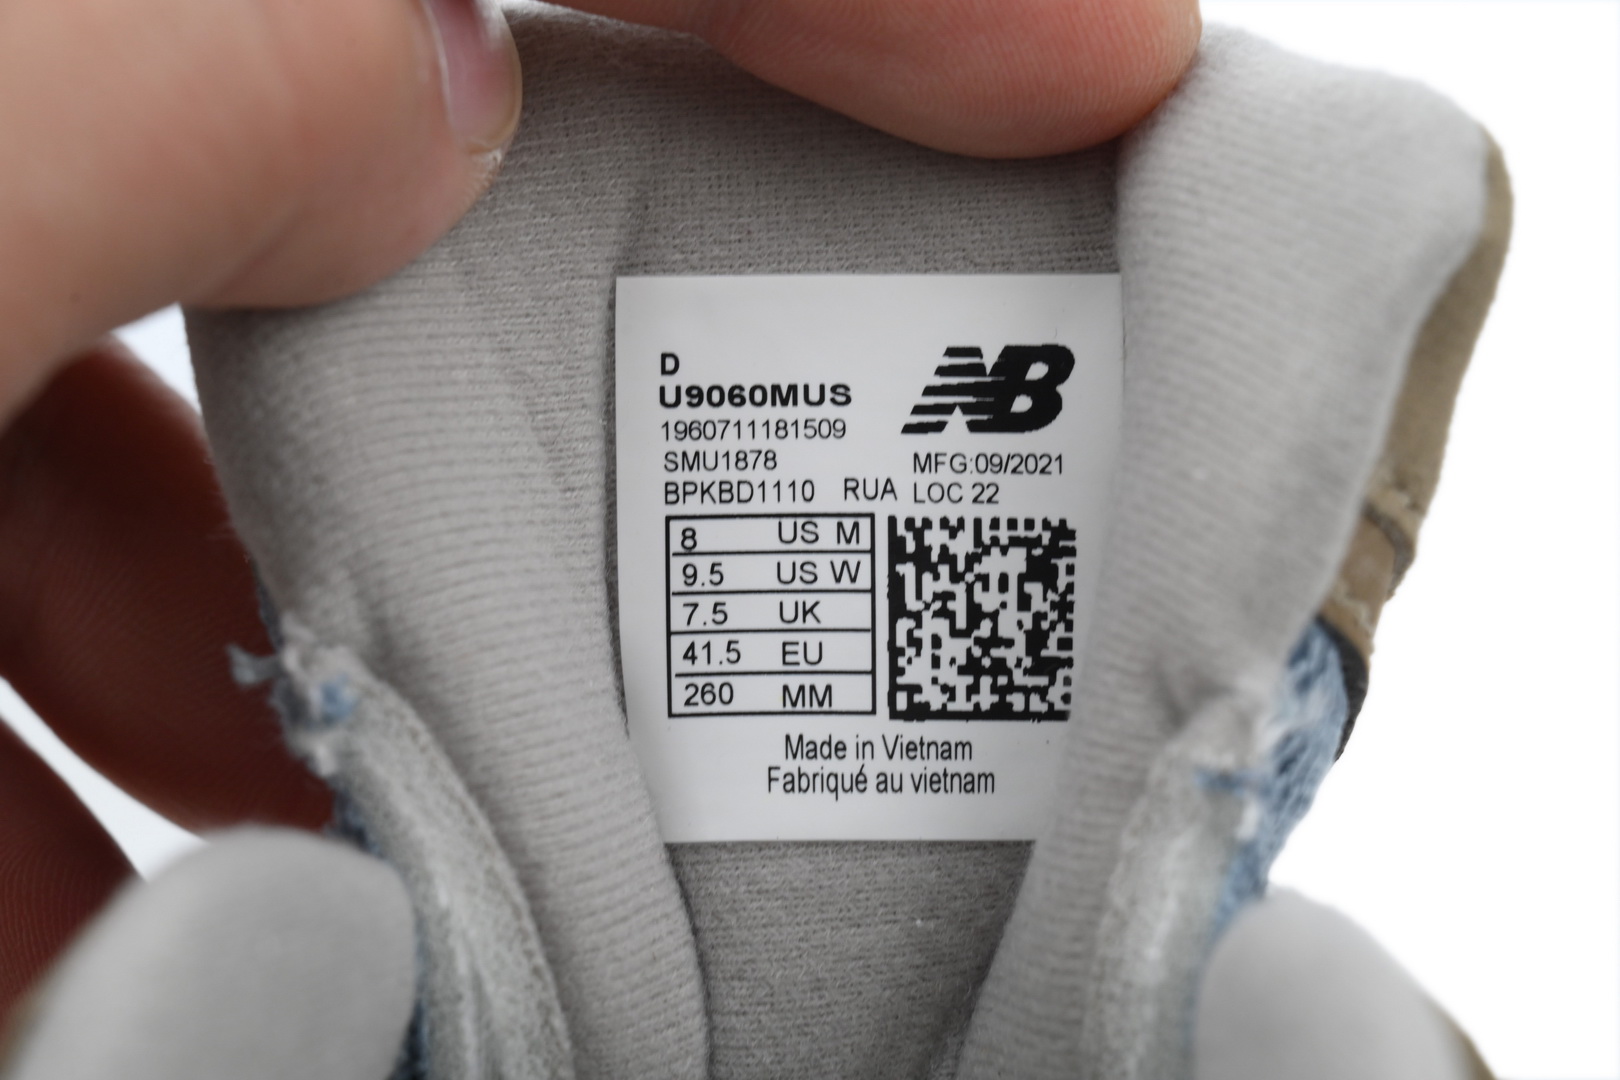 D
U9060MUS
1960711181509
SMU1878
BPKBD1110 RUA
NB
MFG:09/2021
LOC 22
8 US M
9.5 US W
7.5 UK
41.5 EU
260 MM
Made in Vietnam
Fabriqué au vietnam